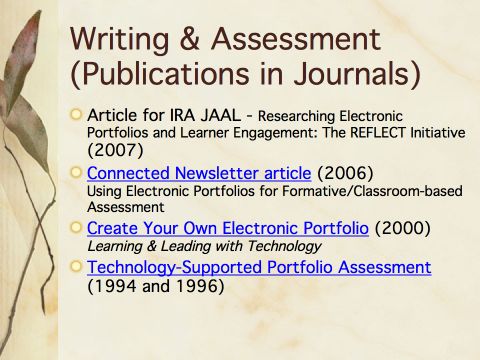 Writing & Assessment
(Publications in Journals)
Article for IRA JAAL - Researching Electronic
Portfolios and Learner Engagement: The REFLECT Initiative
(2007)
Connected Newsletter article (2006)
Using Electronic Portfolios for Formative/Classroom-based
Assessment
Create Your Own Electronic Portfolio (2000)
Learning & Leading with Technology
Technology-Supported Portfolio Assessment
(1994 and 1996)